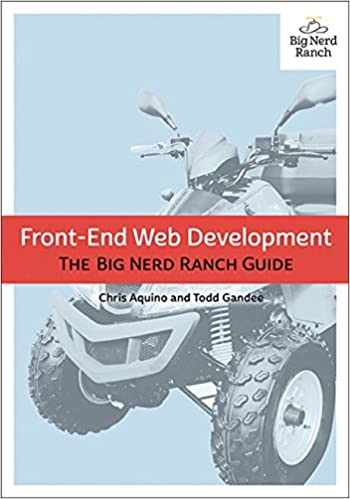 Big Nerd
Ranch
Front-End Web Development
THE BIG NERD RANCH GUIDE
Chris Aquino and Todd Gandee